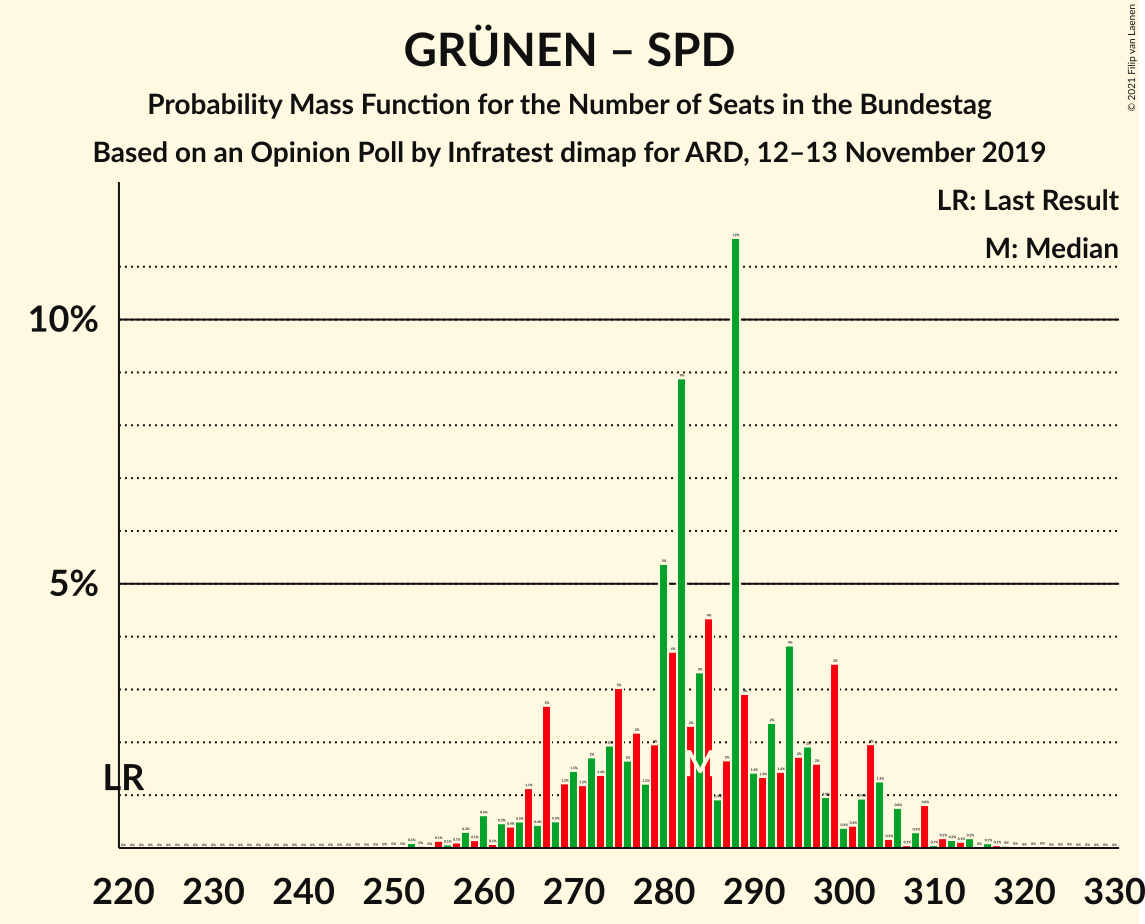 GRÜNEN – SPD
Probability Mass Function for the Number of Seats in the Bundestag
Based on an Opinion Poll by Infratest dimap for ARD, 12–13 November 2019
© 2021 Filip van Laenen
LR: Last Result
M: Median
10%
5%
LR
M
220 230 240 250 260 270 280 290 300 310 320 330